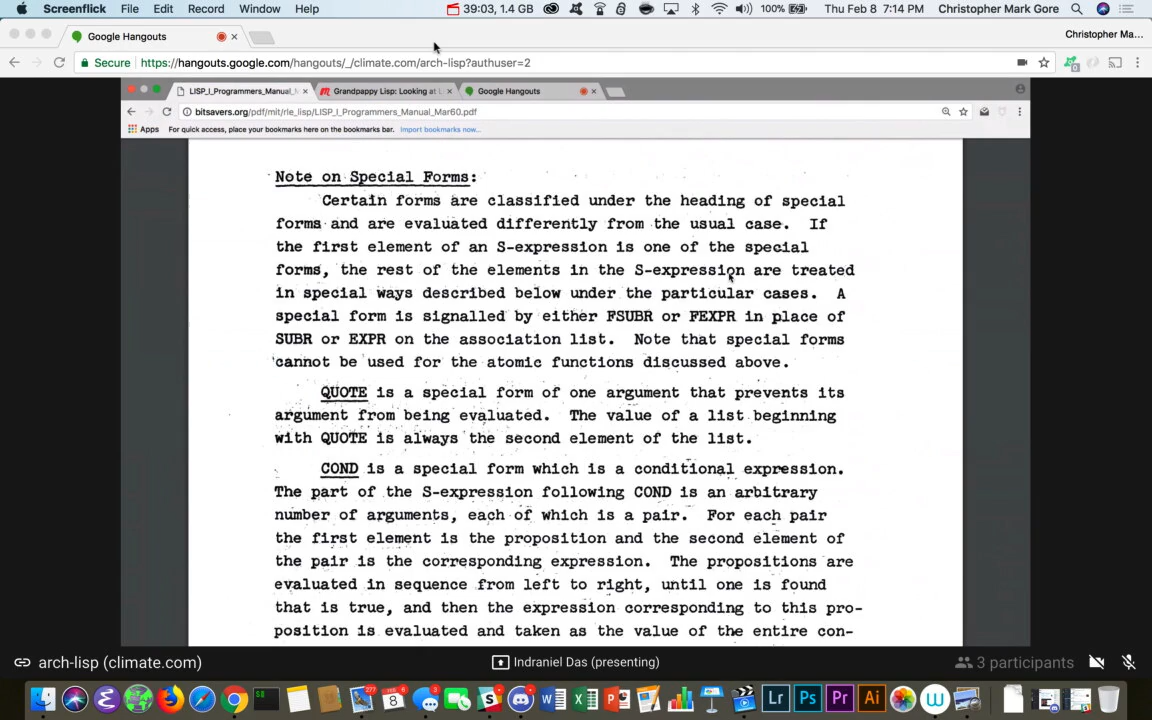 Screenflick File Edit Record Window Help 39:03, 1.4 GB 100% Thu Feb 8 7:14 PM Christopher Mark Gore
Google Hangouts Christopher Ma...
Secure https://hangouts.google.com/hangouts/_/climate.com/arch-lisp?authuser=2
LISP_I_Programmers_Manual_M Grandpappy Lisp: Looking at L Google Hangouts
bitsavers.org/pdf/mit/rle_lisp/LISP_I_Programmers_Manual_Mar60.pdf
Apps For quick access, place your bookmarks here on the bookmarks bar. Import bookmarks now...
Note on Special Forms:
Certain forms are classified under the heading of special
forms and are evaluated differently from the usual case. If
the first element of an S-expression is one of the special
forms, the rest of the elements in the S-expression are treated
in special ways described below under the particular cases. A
special form is signalled by either FSUBR or FEXPR in place of
SUBR or EXPR on the association list. Note that special forms
cannot be used for the atomic functions discussed above.
QUOTE is a special form of one argument that prevents its
argument from being evaluated. The value of a list beginning
with QUOTE is always the second element of the list.
COND is a special form which is a conditional expression.
The part of the S-expression following COND is an arbitrary
number of arguments, each of which is a pair. For each pair
the first element is the proposition and the second element of
the pair is the corresponding expression. The propositions are
evaluated in sequence from left to right, until one is found
that is true, and then the expression corresponding to this pro-
position is evaluated and taken as the value of the entire con-
arch-lisp (climate.com) Indraniel Das (presenting) 3 participants
277 8 3 Lr Ps Pr Ai